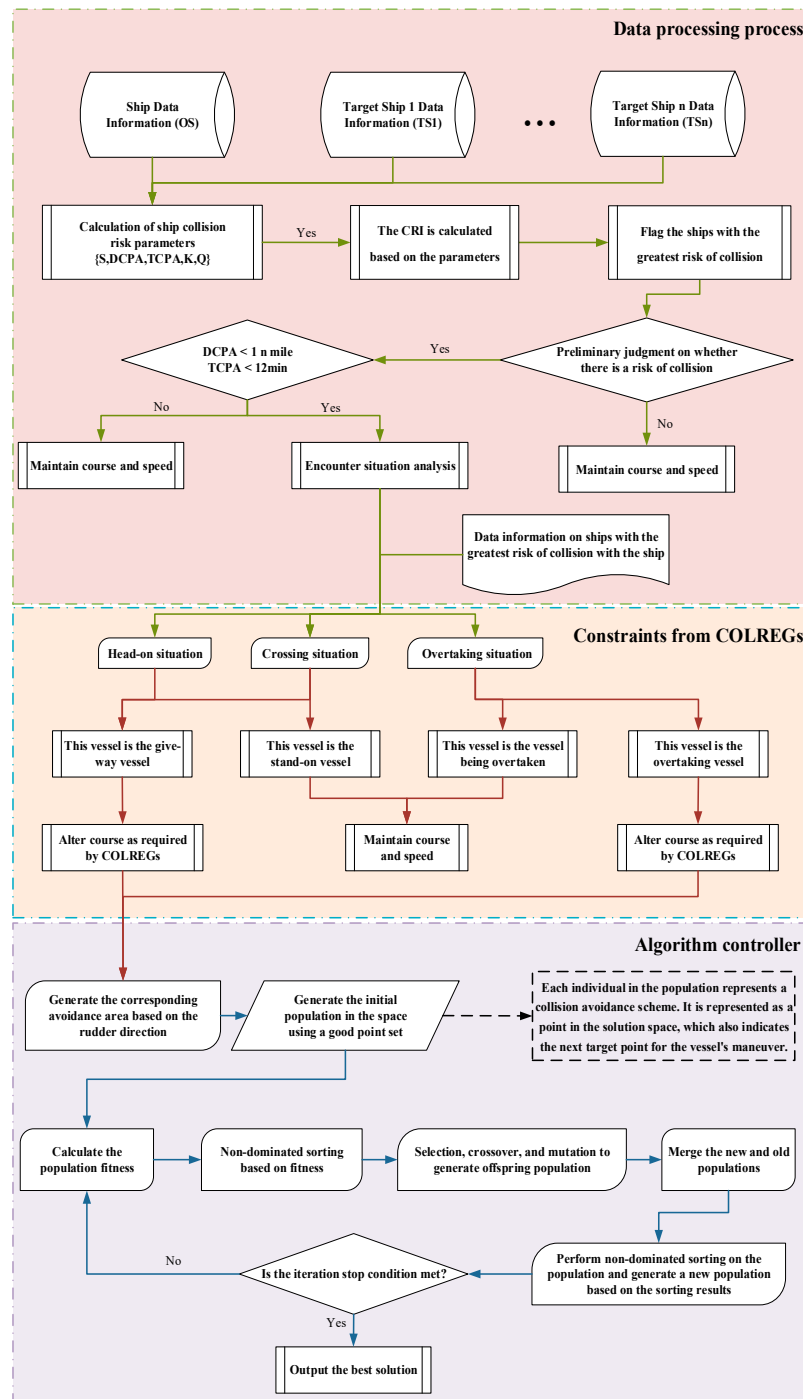 Data processing process
Ship Data
Information (OS)
Target Ship 1 Data
Information (TS1)
...
Target Ship n Data
Information (TSn)
Calculation of ship collision
risk parameters
{S,DCPA,TCPA,K,Q}
Yes
The CRI is calculated
based on the parameters
Flag the ships with the
greatest risk of collision
DCPA < 1 n mile
TCPA < 12min
Yes
Preliminary judgment on whether
there is a risk of collision
No
Yes
No
Maintain course and speed
Encounter situation analysis
Maintain course and speed
Data information on ships with the
greatest risk of collision with the ship
Constraints from COLREGs
Head-on situation
Crossing situation
Overtaking situation
This vessel is the give-
way vessel
This vessel is the
stand-on vessel
This vessel is the vessel
being overtaken
This vessel is the
overtaking vessel
Alter course as required
by COLREGs
Maintain course
and speed
Alter course as required
by COLREGs
Algorithm controller
Generate the corresponding
avoidance area based on the
rudder direction
Generate the initial
population in the space
using a good point set
Each individual in the population represents a
collision avoidance scheme. It is represented as a
point in the solution space, which also indicates
the next target point for the vessel's maneuver.
Calculate the
population fitness
Non-dominated sorting
based on fitness
Selection, crossover, and mutation to
generate offspring population
Merge the new and old
populations
No
Is the iteration stop condition met?
Perform non-dominated sorting on the
population and generate a new population
based on the sorting results
Yes
Output the best solution